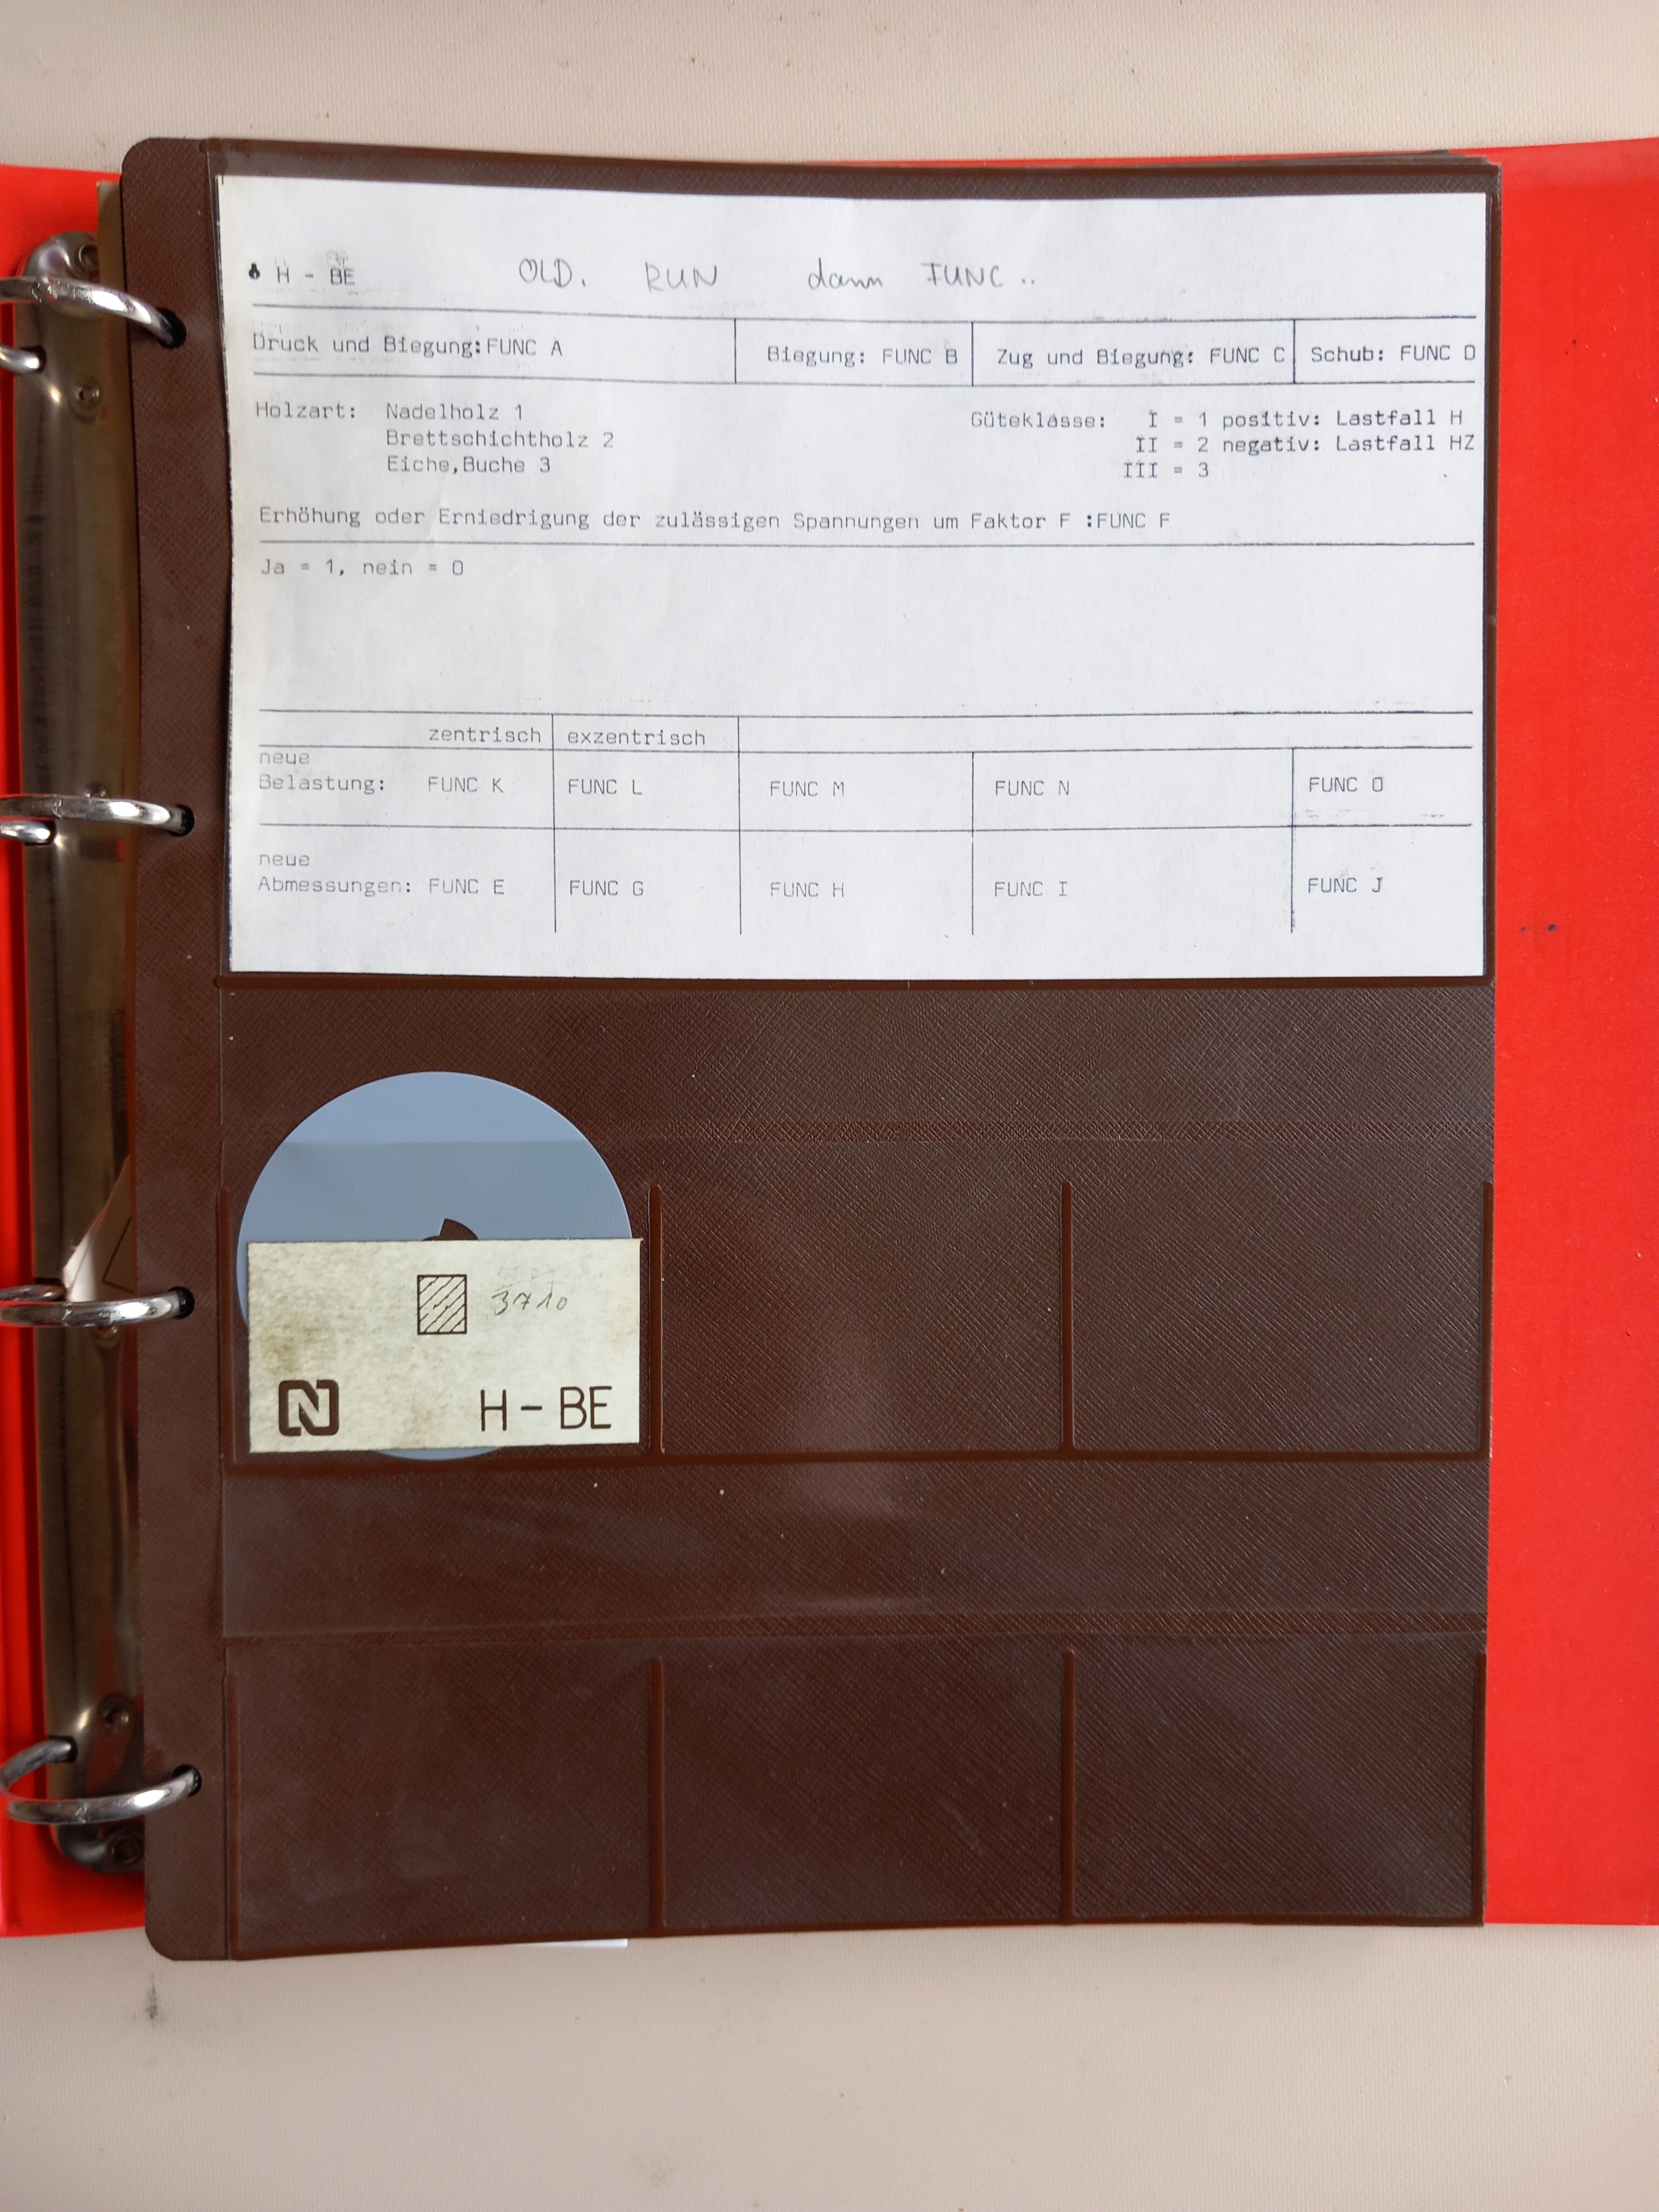 H - BE OLD. RUN dann FUNC ..
Druck und Biegung: FUNC A Biegung: FUNC B Zug und Biegung: FUNC C Schub: FUNC D
Holzart: Nadelholz 1 Güteklasse: I = 1 positiv: Lastfall H
Brettschichtholz 2 II = 2 negativ: Lastfall HZ
Eiche,Buche 3 III = 3
Erhöhung oder Erniedrigung der zulässigen Spannungen um Faktor F :FUNC F
Ja = 1, nein = 0
zentrisch exzentrisch
neue
Belastung: FUNC K FUNC L FUNC M FUNC N FUNC O
neue
Abmessungen: FUNC E FUNC G FUNC H FUNC I FUNC J
3710
N H - BE